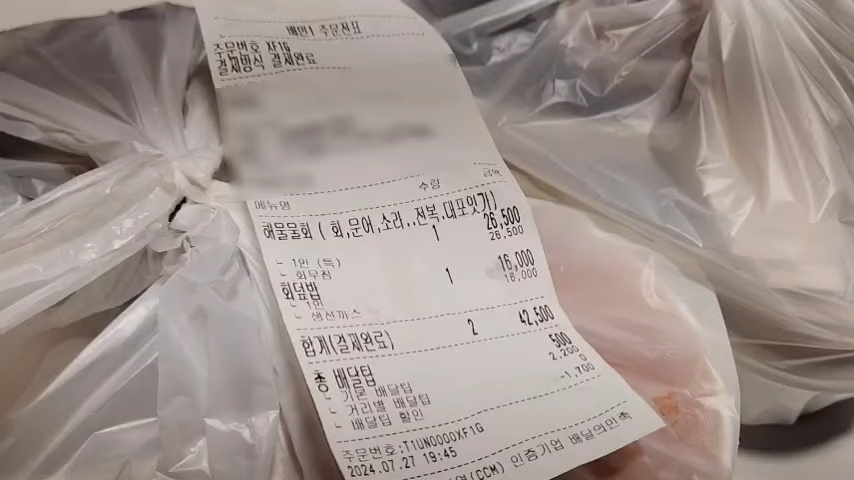 배민1 주문전표
주문번호 XF1G
결제방식 결제완료
메뉴명 수량 금액
해물물회 ( 회,문어,소라..전복,대포잇기) 1 26,500
26,500
ㄴ 1인 (특)
ㄴ 회무침
회덮밥 1 16,000
16,000
ㄴ 1인
ㄴ 생선까스
합계(결제완료) 2 42,500
총 배달팁 500
ㄴ 기본 배달팁 2,200
ㄴ 거리별 배달팁 0
ㄴ 배달팁 할인 -1,700
주문번호:T1UN0000XF1G
2024.07.27 19:45
(CCM) 인증기업 배달의민족